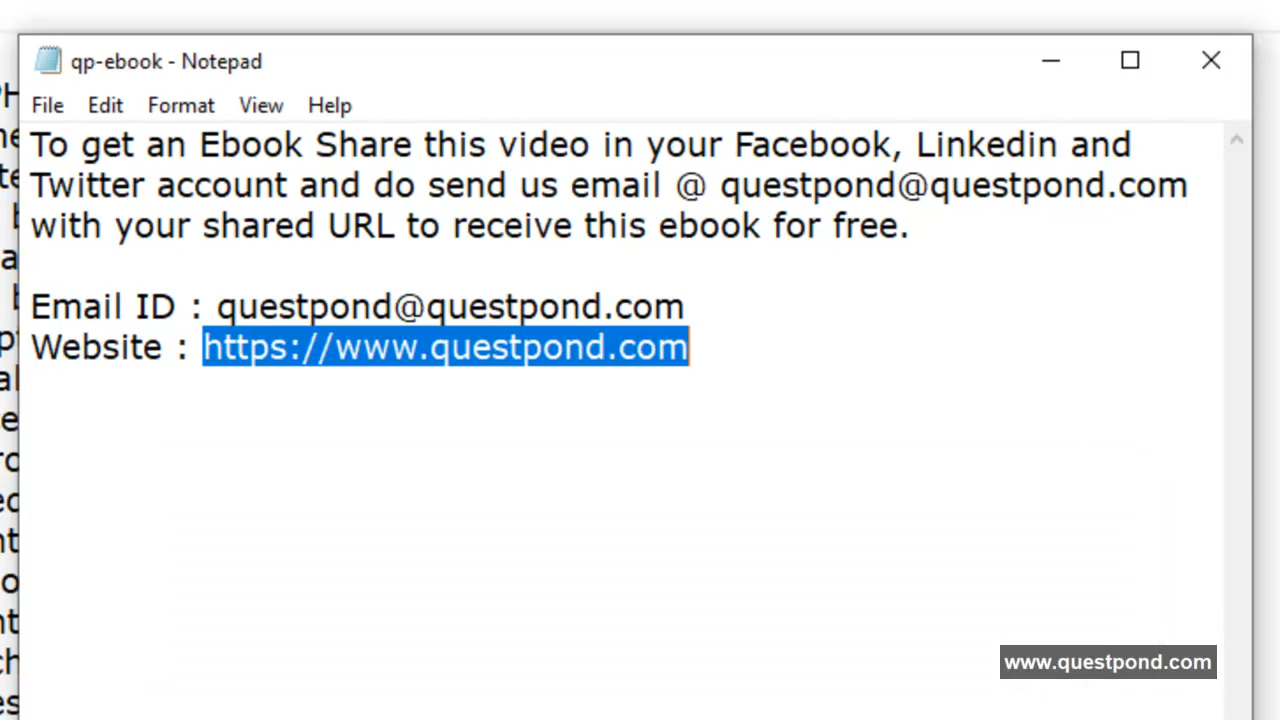 qp-ebook - Notepad
File Edit Format View Help
To get an Ebook Share this video in your Facebook, Linkedin and
Twitter account and do send us email @ questpond@questpond.com
with your shared URL to receive this ebook for free.
Email ID : questpond@questpond.com
Website : https://www.questpond.com
www.questpond.com